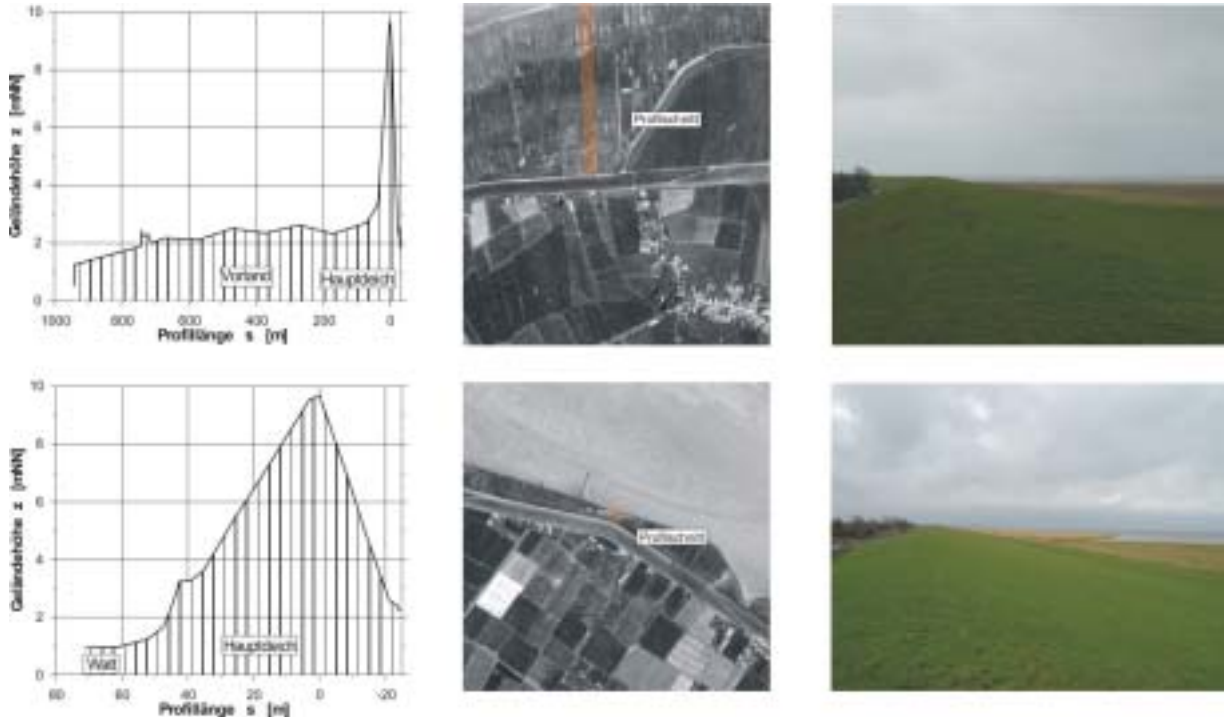 10
8
6
4
2
0
Geländehöhe z [mNN]
Vorland
Hauptdeich
1000 800 600 400 200 0
Profillänge s [m]
Profilschnitt
10
8
6
4
2
0
Geländehöhe z [mNN]
Watt
Hauptdeich
80 60 40 20 0 -20
Profillänge s [m]
Profilschnitt